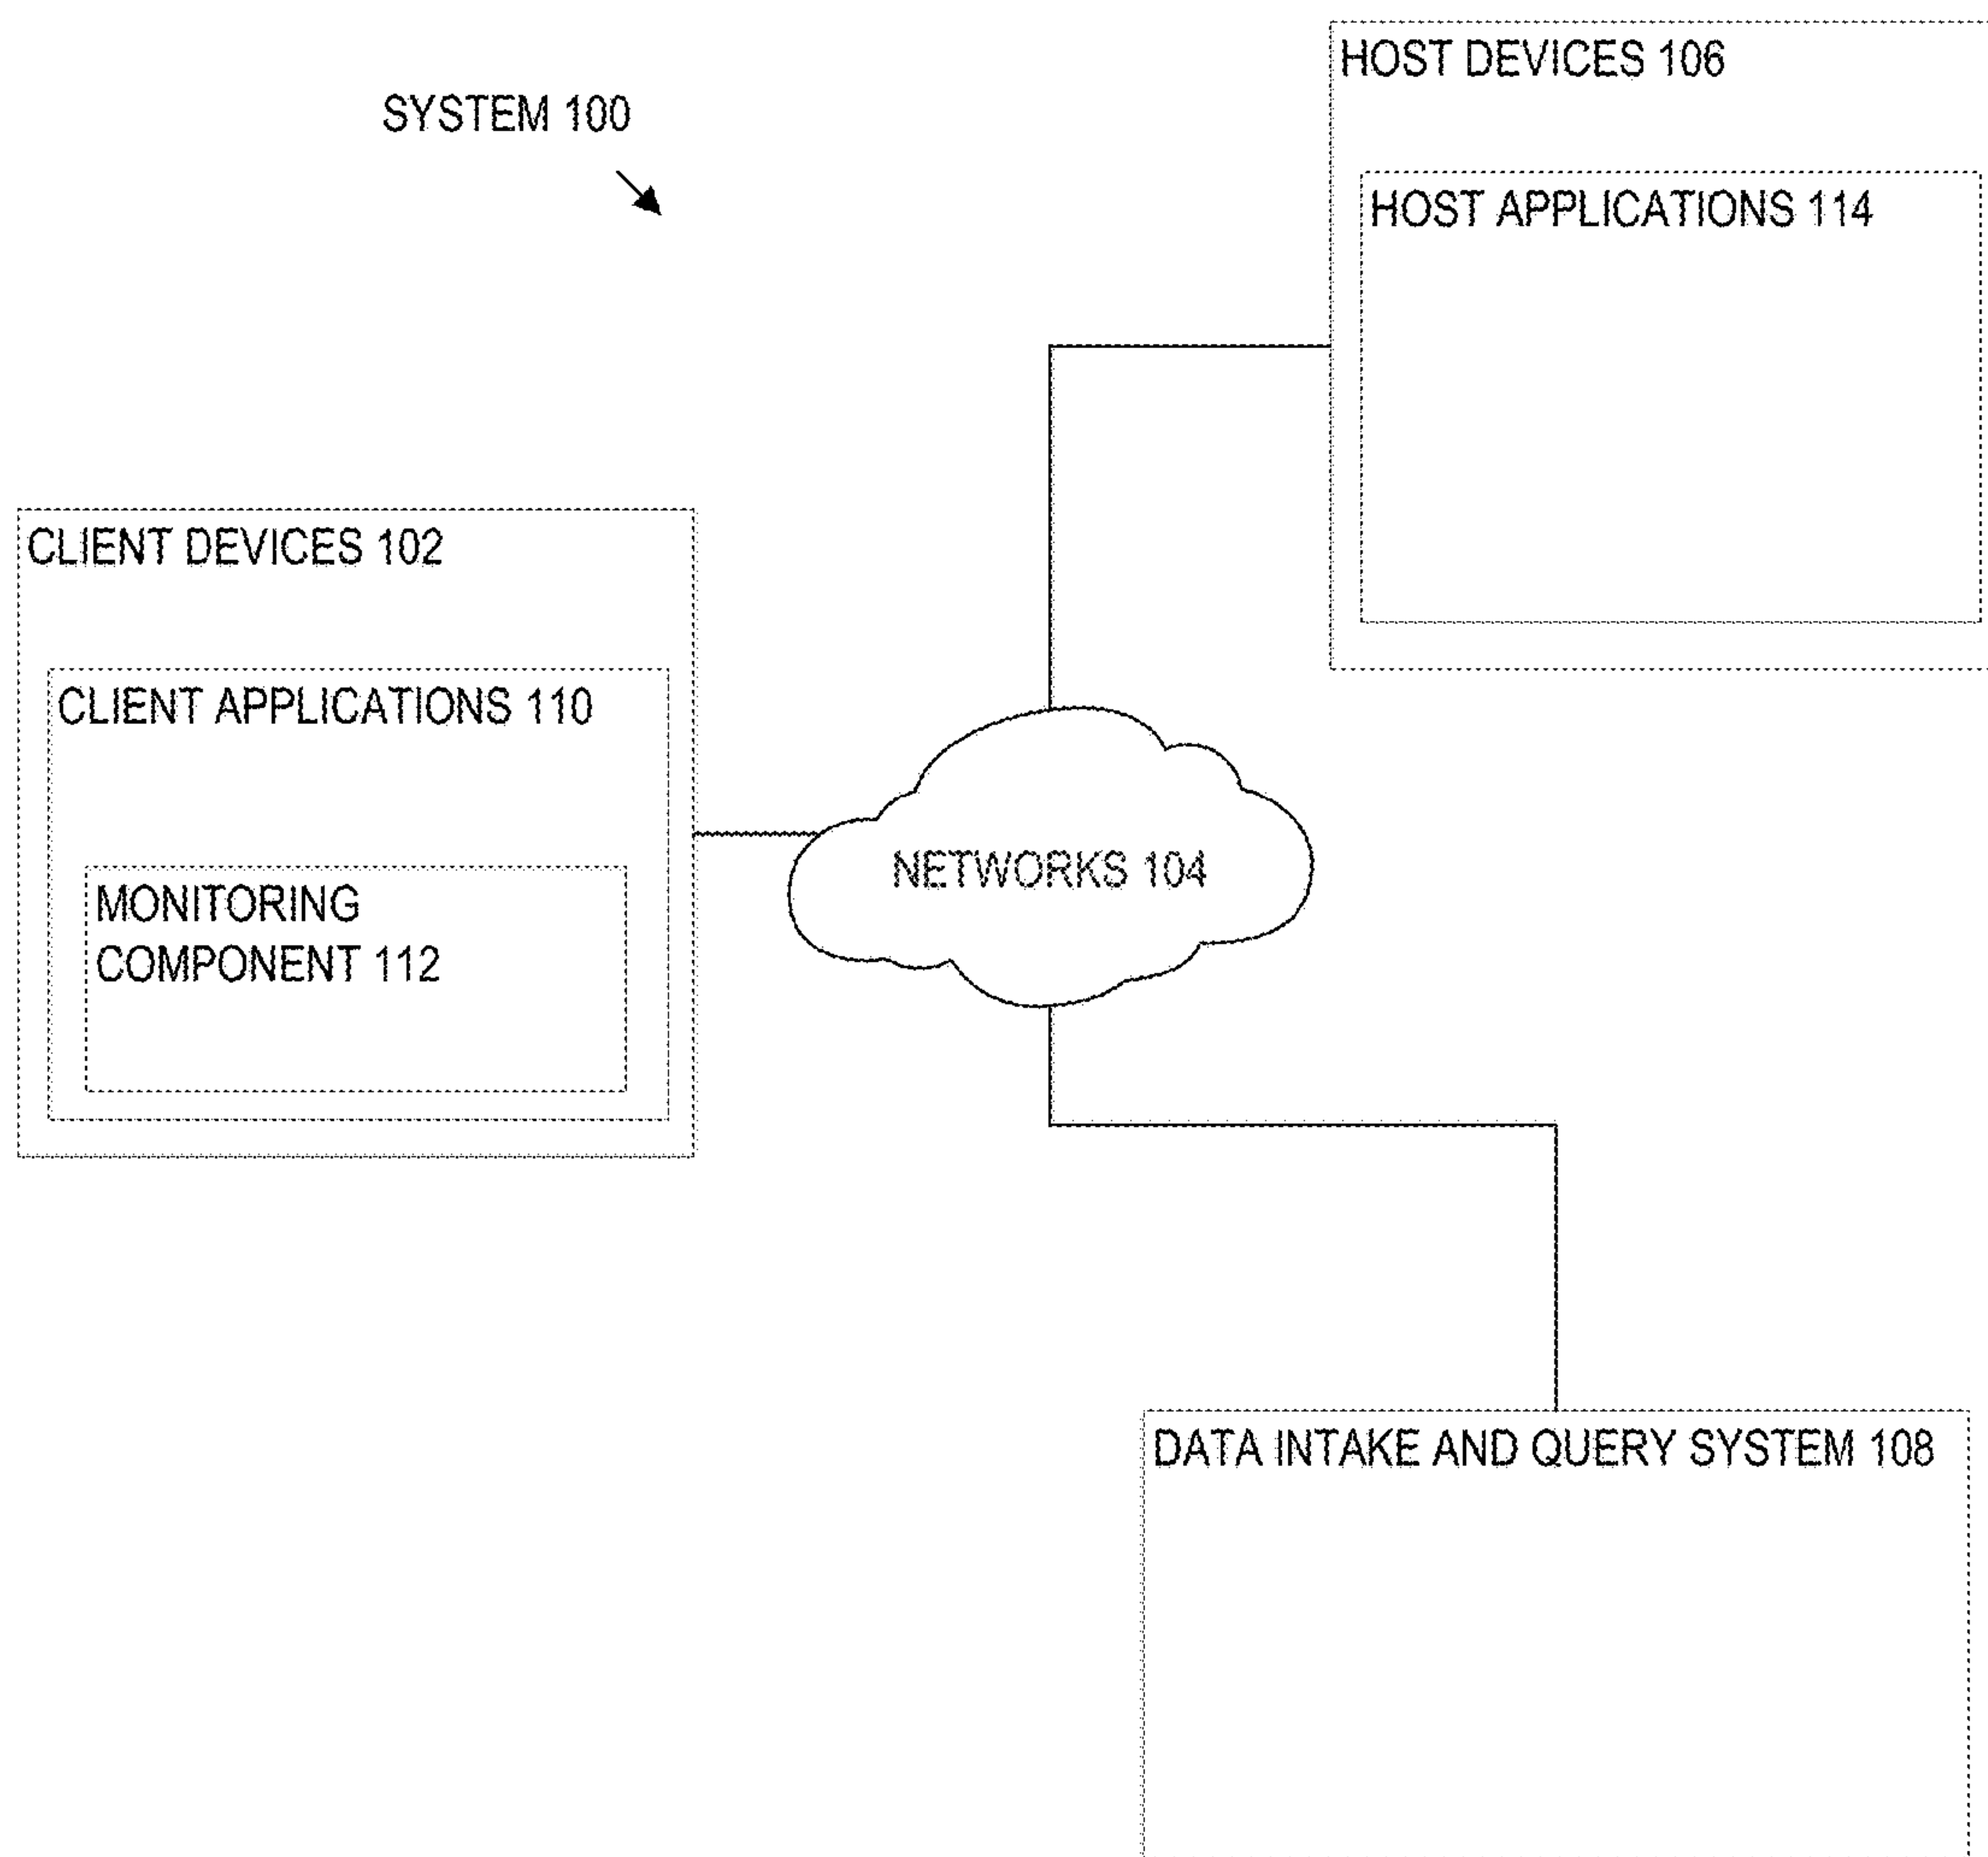 SYSTEM 100
HOST DEVICES 106
HOST APPLICATIONS 114
CLIENT DEVICES 102
CLIENT APPLICATIONS 110
MONITORING
COMPONENT 112
NETWORKS 104
DATA INTAKE AND QUERY SYSTEM 108